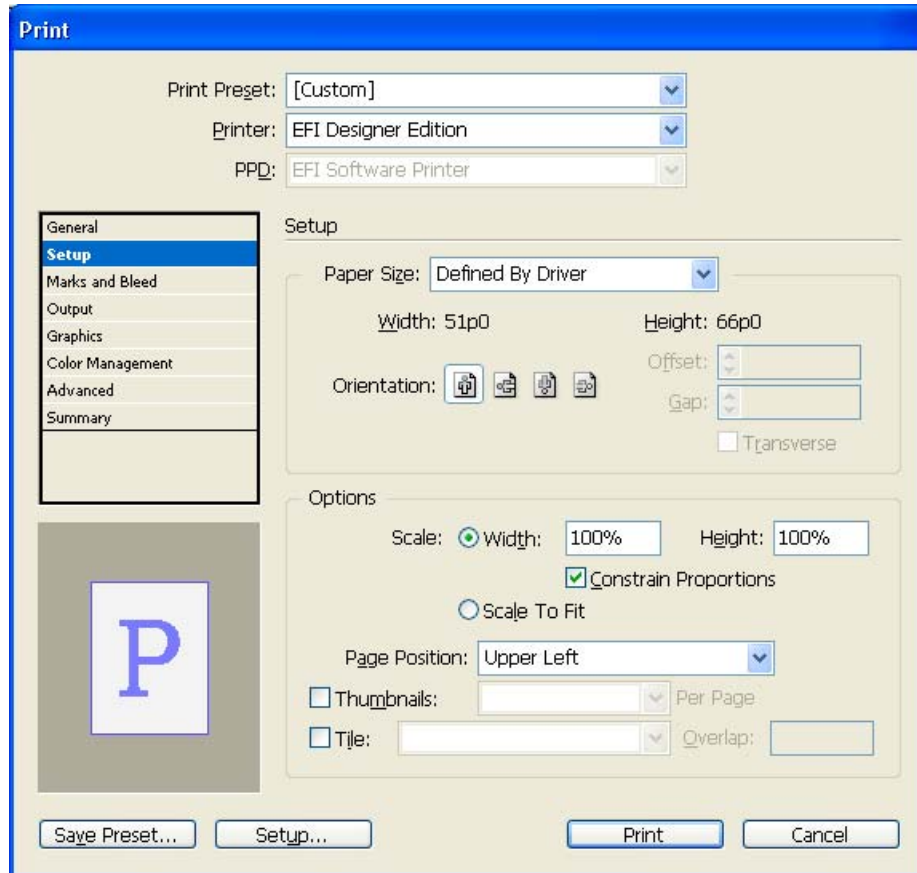 Print
Print Preset: [Custom]
Printer: EFI Designer Edition
PPD: EFI Software Printer
General
Setup
Marks and Bleed
Output
Graphics
Color Management
Advanced
Summary
Setup
Paper Size: Defined By Driver
Width: 51p0 Height: 66p0
Orientation: Offset:
Gap:
Transverse
Options
Scale: Width: 100% Height: 100%
Constrain Proportions
Scale To Fit
Page Position: Upper Left
Thumbnails: Per Page
Tile: Overlap:
P
Save Preset... Setup... Print Cancel